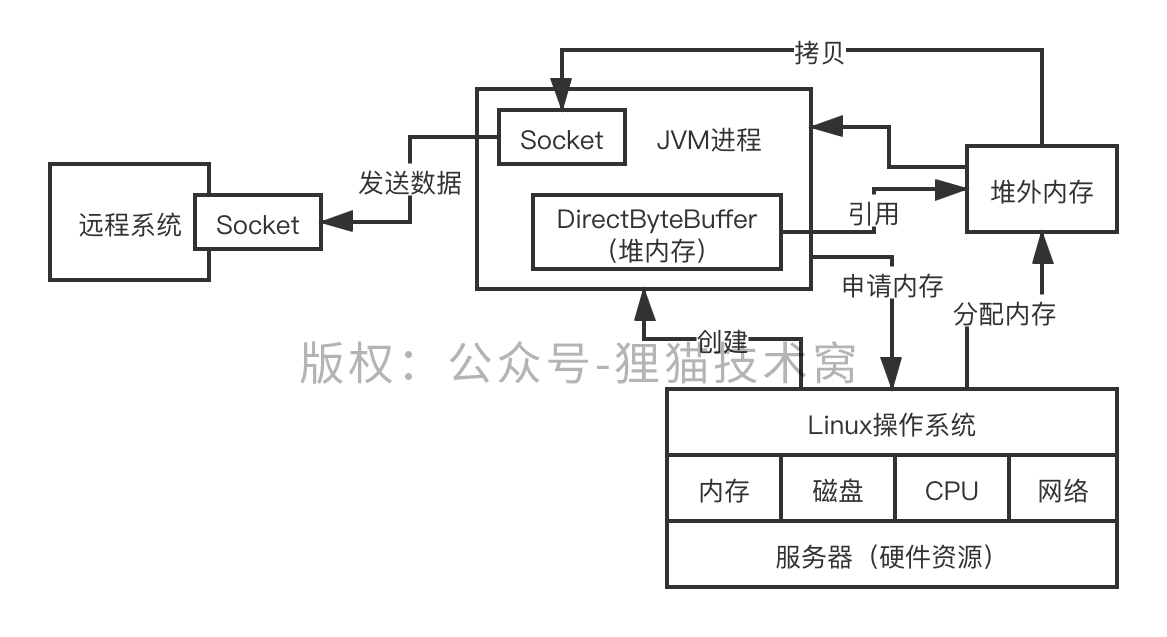 拷贝
Socket
JVM进程
发送数据
堆外内存
远程系统
Socket
DirectByteBuffer
（堆内存）
引用
申请内存
分配内存
创建
版权：公众号-狸猫技术窝
Linux操作系统
内存
磁盘
CPU
网络
服务器（硬件资源）